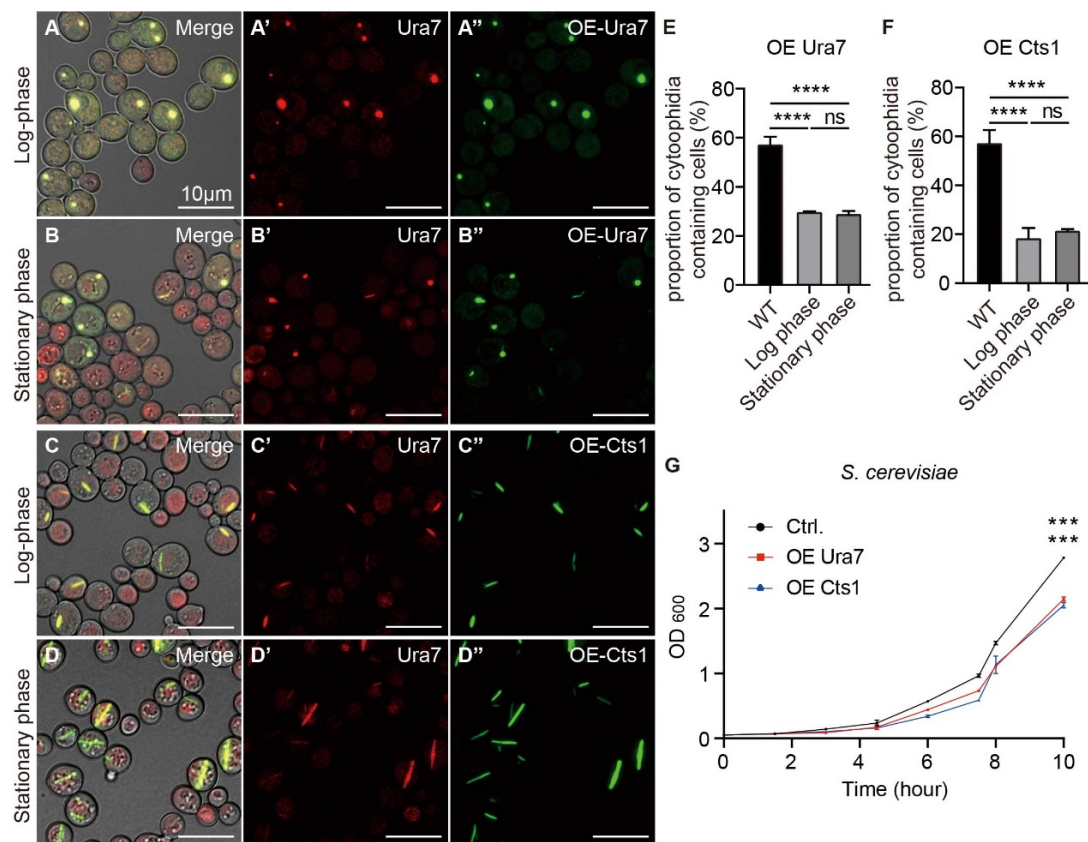 A Merge
A' Ura7
A" OE-Ura7
Log-phase
10μm
B Merge
B' Ura7
B" OE-Ura7
Stationary phase
C Merge
C' Ura7
C" OE-Cts1
Log-phase
D Merge
D' Ura7
D" OE-Cts1
Stationary phase
E
OE Ura7
proportion of cytoophidia
containing cells (%)
80
60
40
20
0
****
**** ns
WT
Log phase
Stationary phase
F
OE Cts1
proportion of cytoophidia
containing cells (%)
80
60
40
20
0
****
**** ns
WT
Log phase
Stationary phase
G
S. cerevisiae
Ctrl.
OE Ura7
OE Cts1
***
***
OD 600
3
2
1
0
0 2 4 6 8 10
Time (hour)